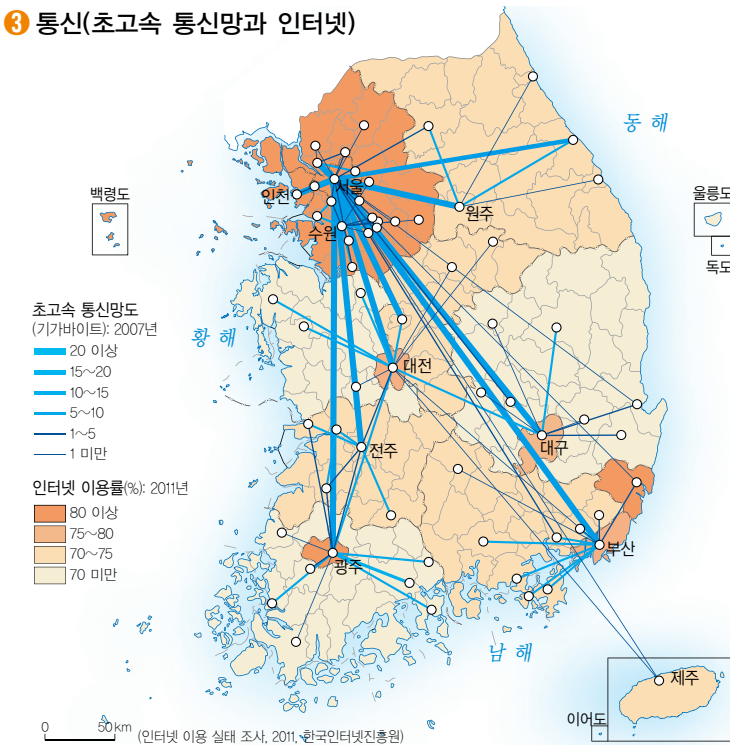 ③ 통신(초고속 통신망과 인터넷)
동해
백령도
서울
인천
울릉도
원주
수원
독도
초고속 통신망도
(기가바이트): 2007년
황해
20 이상
15~20
대전
10~15
5~10
1~5
대구
전주
1 미만
인터넷 이용률(%): 2011년
80 이상
75~80
70~75
부산
70 미만
광주
남해
제주
이어도
0 50km
(인터넷 이용 실태 조사, 2011, 한국인터넷진흥원)